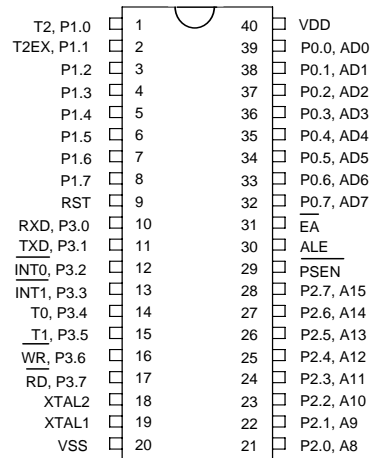 T2, P1.0 1 40 VDD
T2EX, P1.1 2 39 P0.0, AD0
P1.2 3 38 P0.1, AD1
P1.3 4 37 P0.2, AD2
P1.4 5 36 P0.3, AD3
P1.5 6 35 P0.4, AD4
P1.6 7 34 P0.5, AD5
P1.7 8 33 P0.6, AD6
RST 9 32 P0.7, AD7
RXD, P3.0 10 31 EA
TXD, P3.1 11 30 ALE
INT0, P3.2 12 29 PSEN
INT1, P3.3 13 28 P2.7, A15
T0, P3.4 14 27 P2.6, A14
T1, P3.5 15 26 P2.5, A13
WR, P3.6 16 25 P2.4, A12
RD, P3.7 17 24 P2.3, A11
XTAL2 18 23 P2.2, A10
XTAL1 19 22 P2.1, A9
VSS 20 21 P2.0, A8